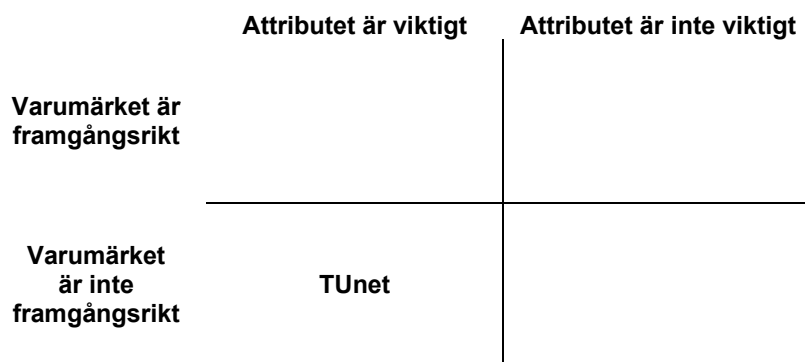 Attributet är viktigt
Attributet är inte viktigt
Varumärket är
framgångsrikt
Varumärket
är inte
framgångsrikt
TUnet